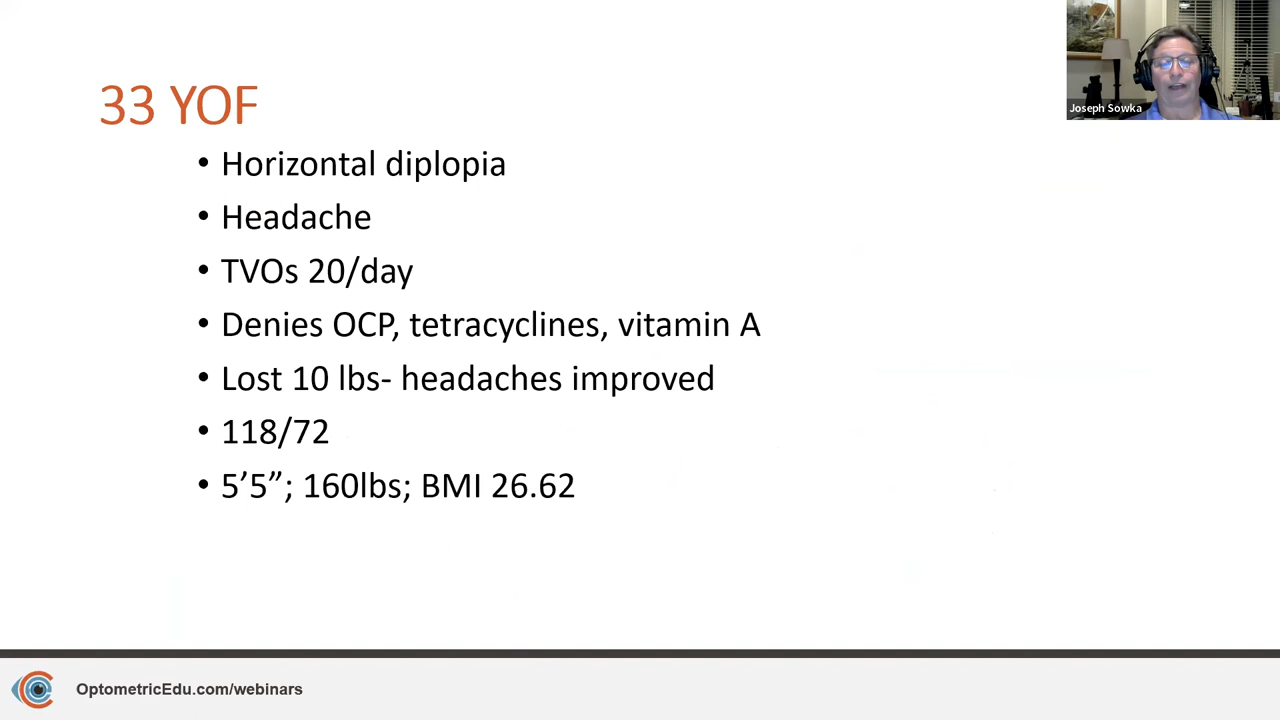 33 YOF
• Horizontal diplopia
• Headache
• TVOs 20/day
• Denies OCP, tetracyclines, vitamin A
• Lost 10 lbs- headaches improved
• 118/72
• 5’5”; 160lbs; BMI 26.62
Joseph Sowka
OptometricEdu.com/webinars